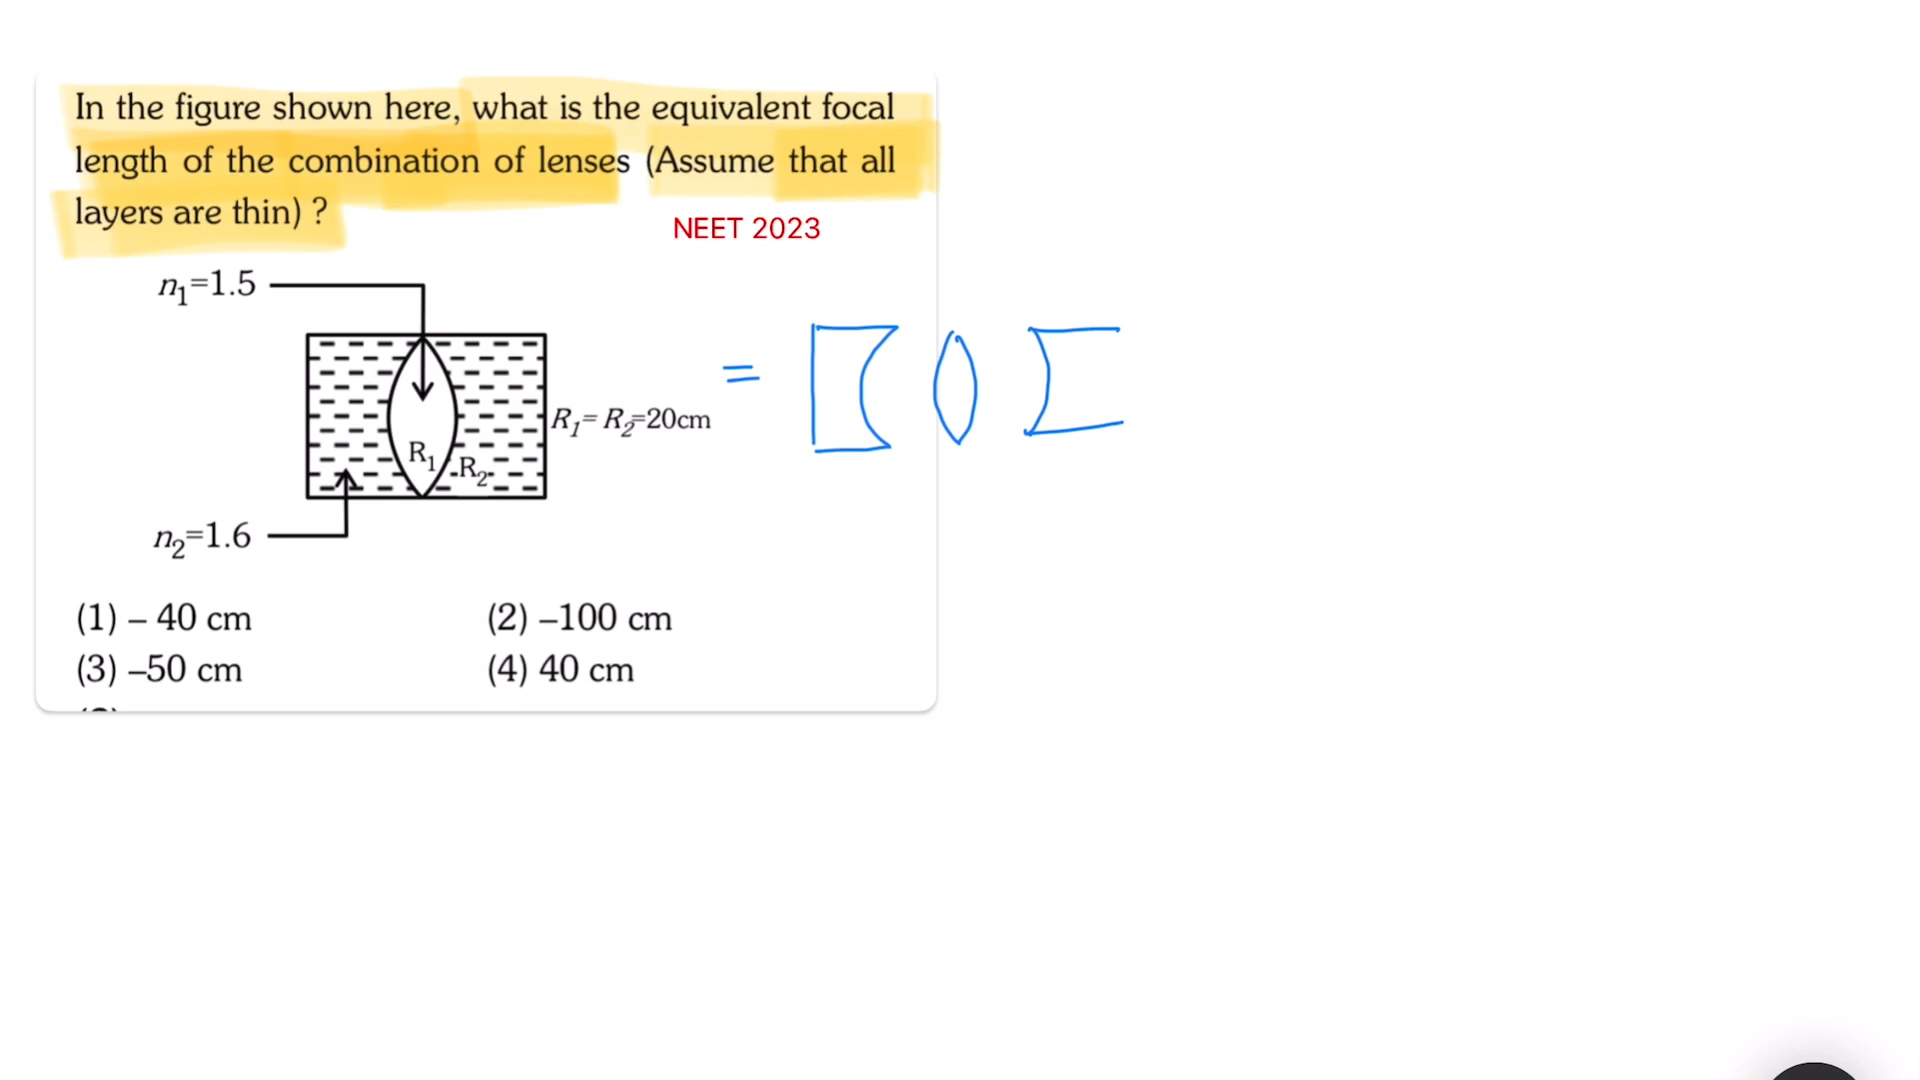 In the figure shown here, what is the equivalent focal
length of the combination of lenses (Assume that all
layers are thin) ?
NEET 2023
n₁=1.5
R₁= R₂=20cm
R₁
R₂
n₂=1.6
=
(1) – 40 cm (2) –100 cm
(3) –50 cm (4) 40 cm